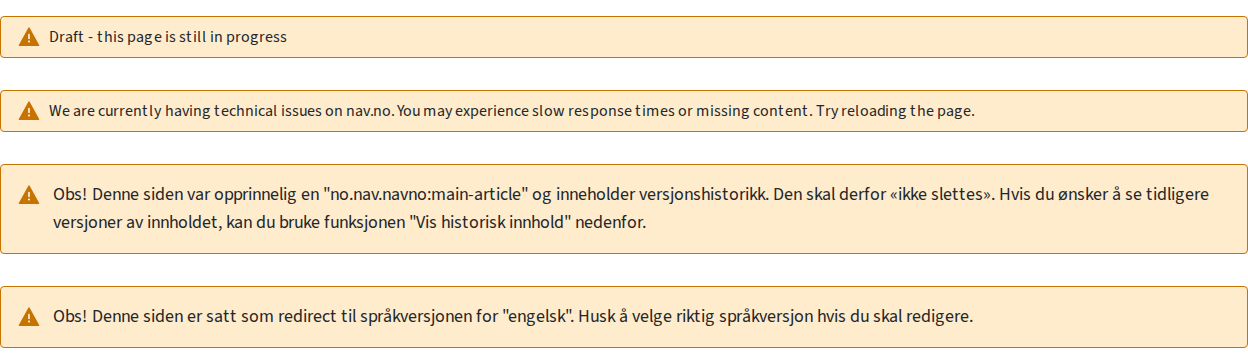 Draft - this page is still in progress
We are currently having technical issues on nav.no. You may experience slow response times or missing content. Try reloading the page.
Obs! Denne siden var opprinnelig en "no.nav.navno:main-article" og inneholder versjonshistorikk. Den skal derfor «ikke slettes». Hvis du ønsker å se tidligere
versjoner av innholdet, kan du bruke funksjonen "Vis historisk innhold" nedenfor.
Obs! Denne siden er satt som redirect til språkversjonen for "engelsk". Husk å velge riktig språkversjon hvis du skal redigere.